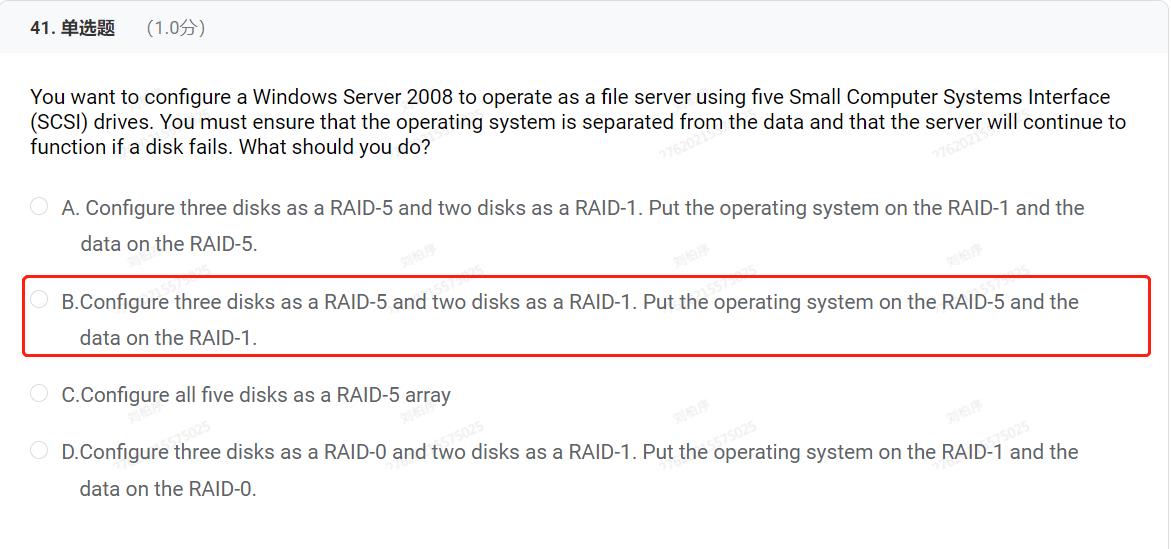 41. 单选题 （1.0分）
You want to configure a Windows Server 2008 to operate as a file server using five Small Computer Systems Interface
(SCSI) drives. You must ensure that the operating system is separated from the data and that the server will continue to
function if a disk fails. What should you do?
A. Configure three disks as a RAID-5 and two disks as a RAID-1. Put the operating system on the RAID-1 and the
data on the RAID-5.
B.Configure three disks as a RAID-5 and two disks as a RAID-1. Put the operating system on the RAID-5 and the
data on the RAID-1.
C.Configure all five disks as a RAID-5 array
D.Configure three disks as a RAID-0 and two disks as a RAID-1. Put the operating system on the RAID-1 and the
data on the RAID-0.